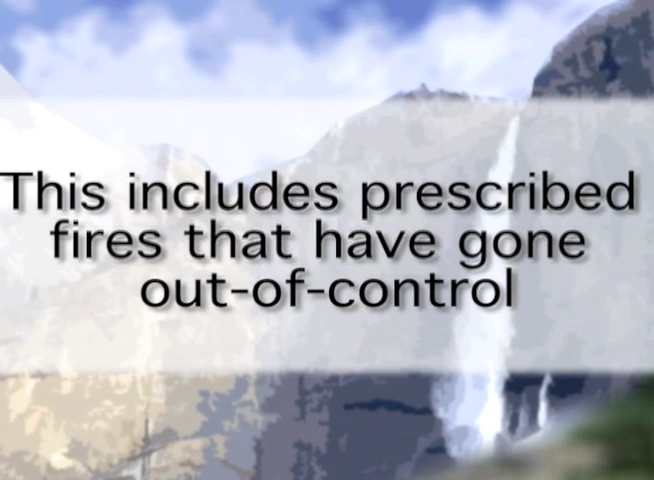 This includes prescribed
fires that have gone
out-of-control